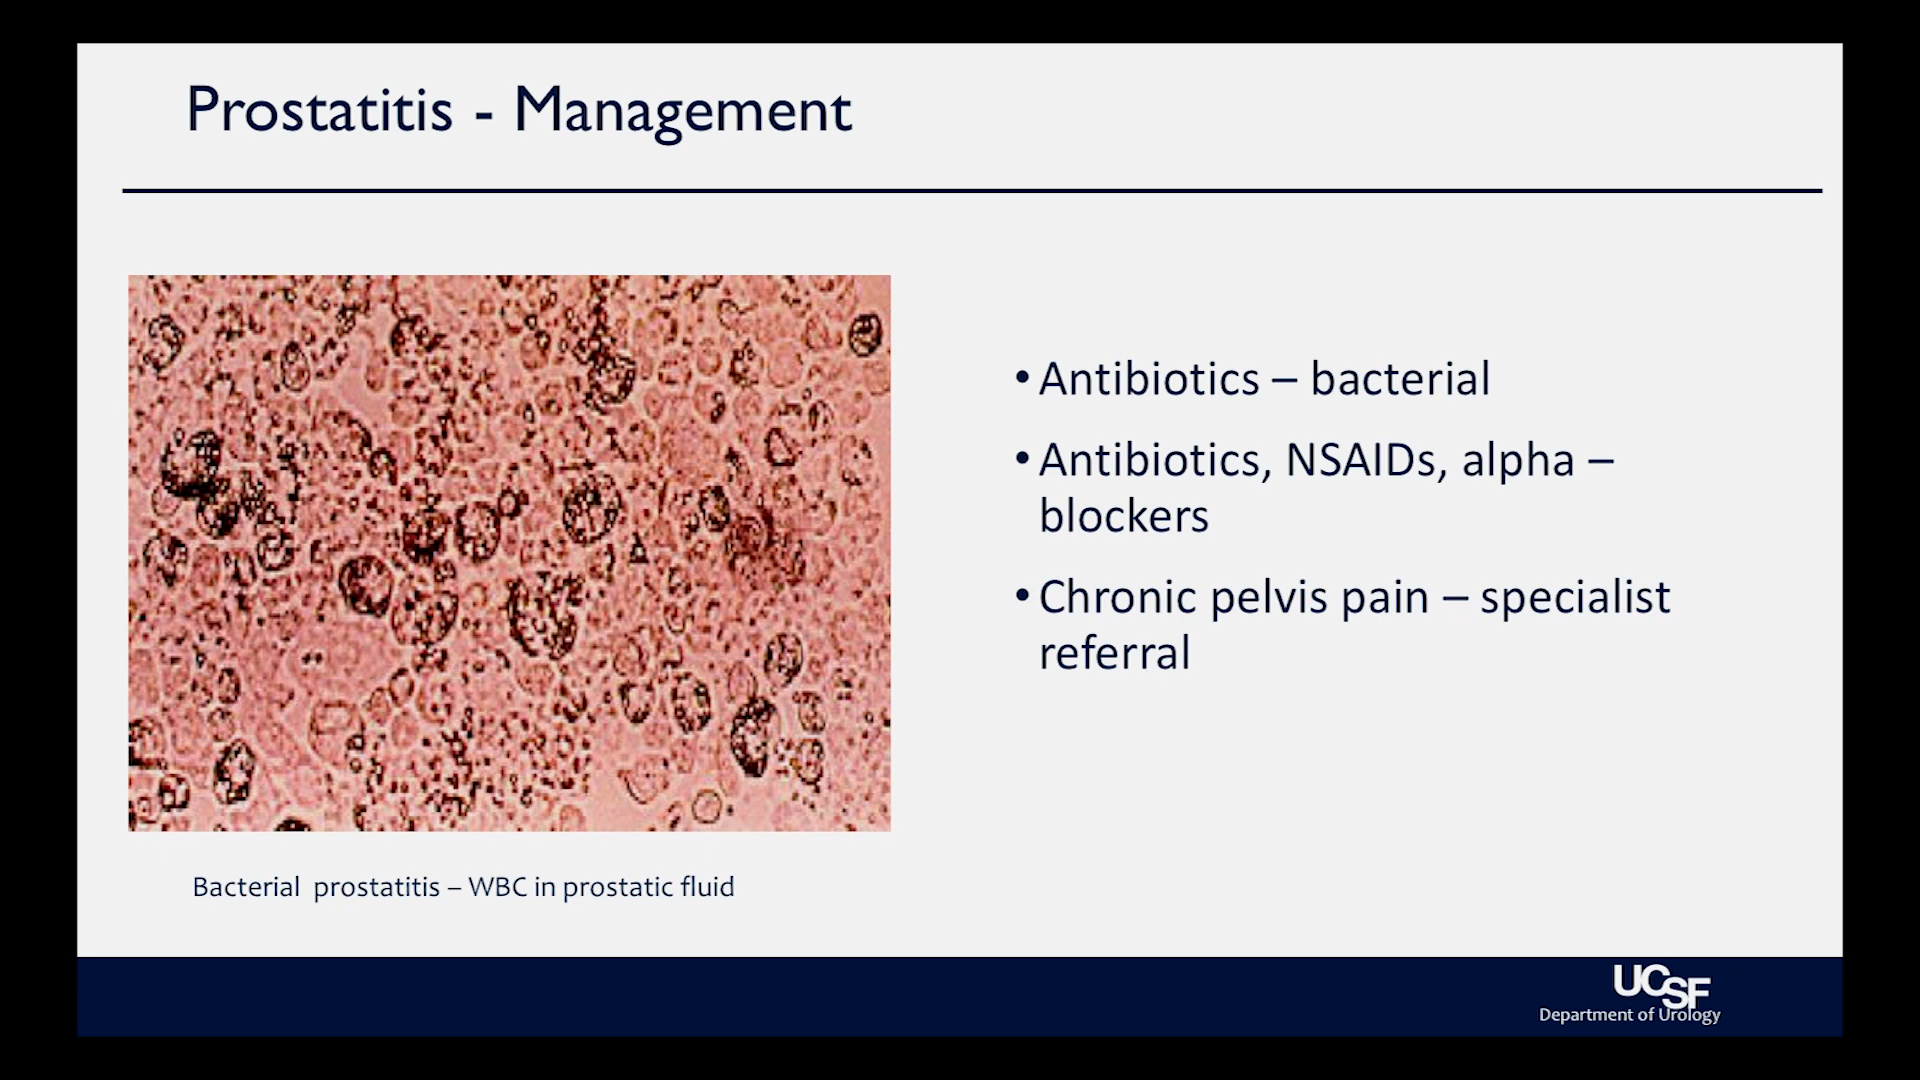 Prostatitis - Management
• Antibiotics – bacterial
• Antibiotics, NSAIDs, alpha –
blockers
• Chronic pelvis pain – specialist
referral
Bacterial prostatitis – WBC in prostatic fluid
UCSF
Department of Urology